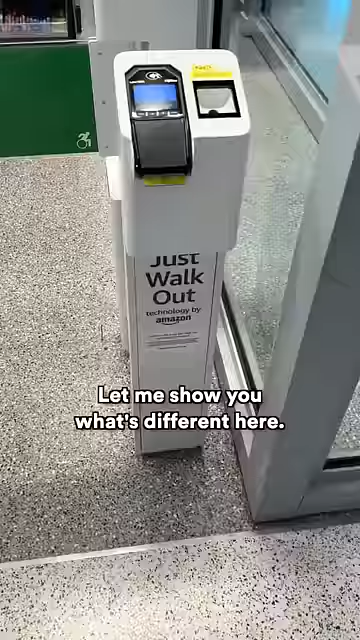 Just
Walk
Out
technology by
amazon
Let me show you
what's different here.